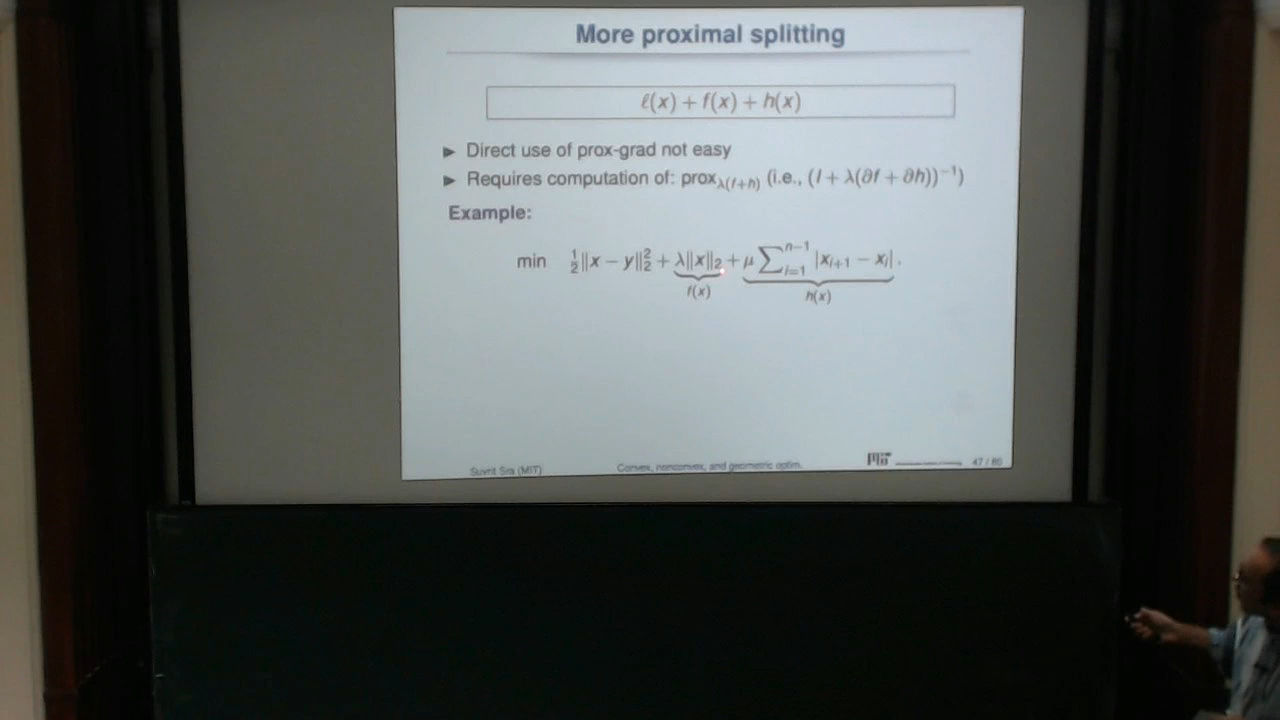 More proximal splitting
ℓ(x) + f(x) + h(x)
► Direct use of prox-grad not easy
► Requires computation of: prox_{λ(f+h)} (i.e., (I + λ(∂f + ∂h))^{−1})
Example:
min ½‖x − y‖₂² + λ‖x‖₂ + μ∑_{i=1}^{n−1} |x_{i+1} − x_i|.
f(x) h(x)
Suvrit Sra (MIT) Convex, nonconvex, and geometric optim. 47 / 80